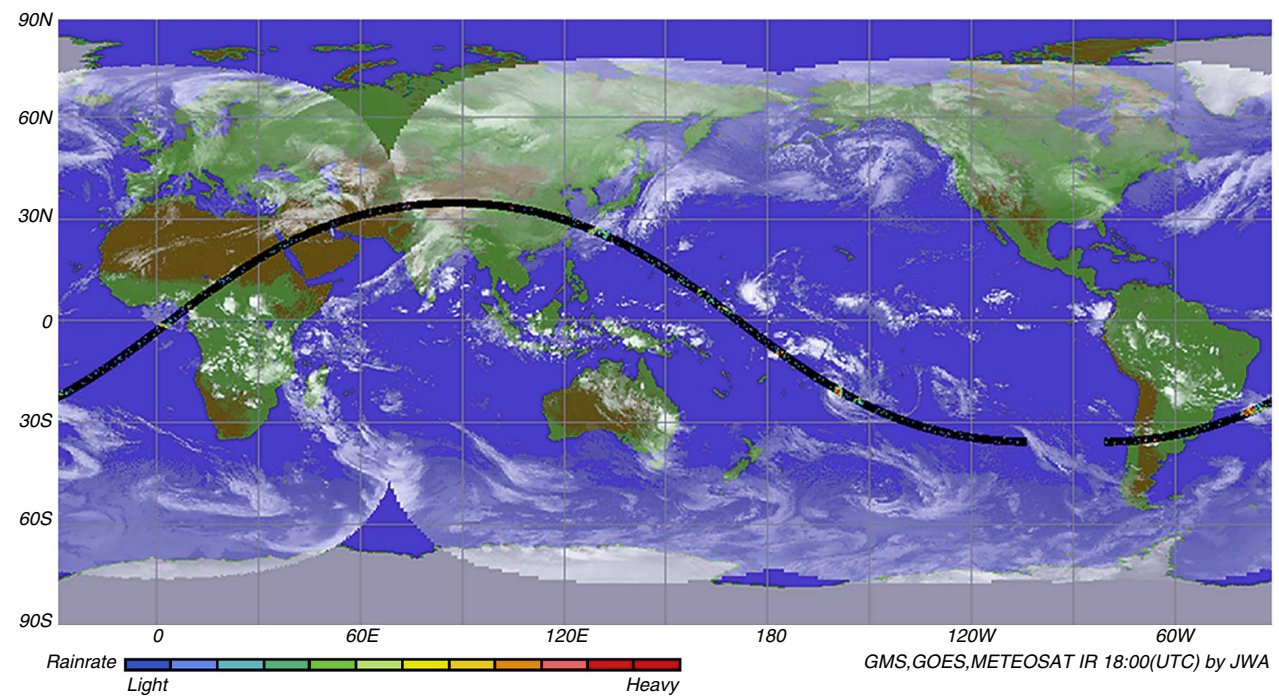 90N
60N
30N
0
30S
60S
90S
0 60E 120E 180 120W 60W
Rainrate
Light Heavy
GMS,GOES,METEOSAT IR 18:00(UTC) by JWA